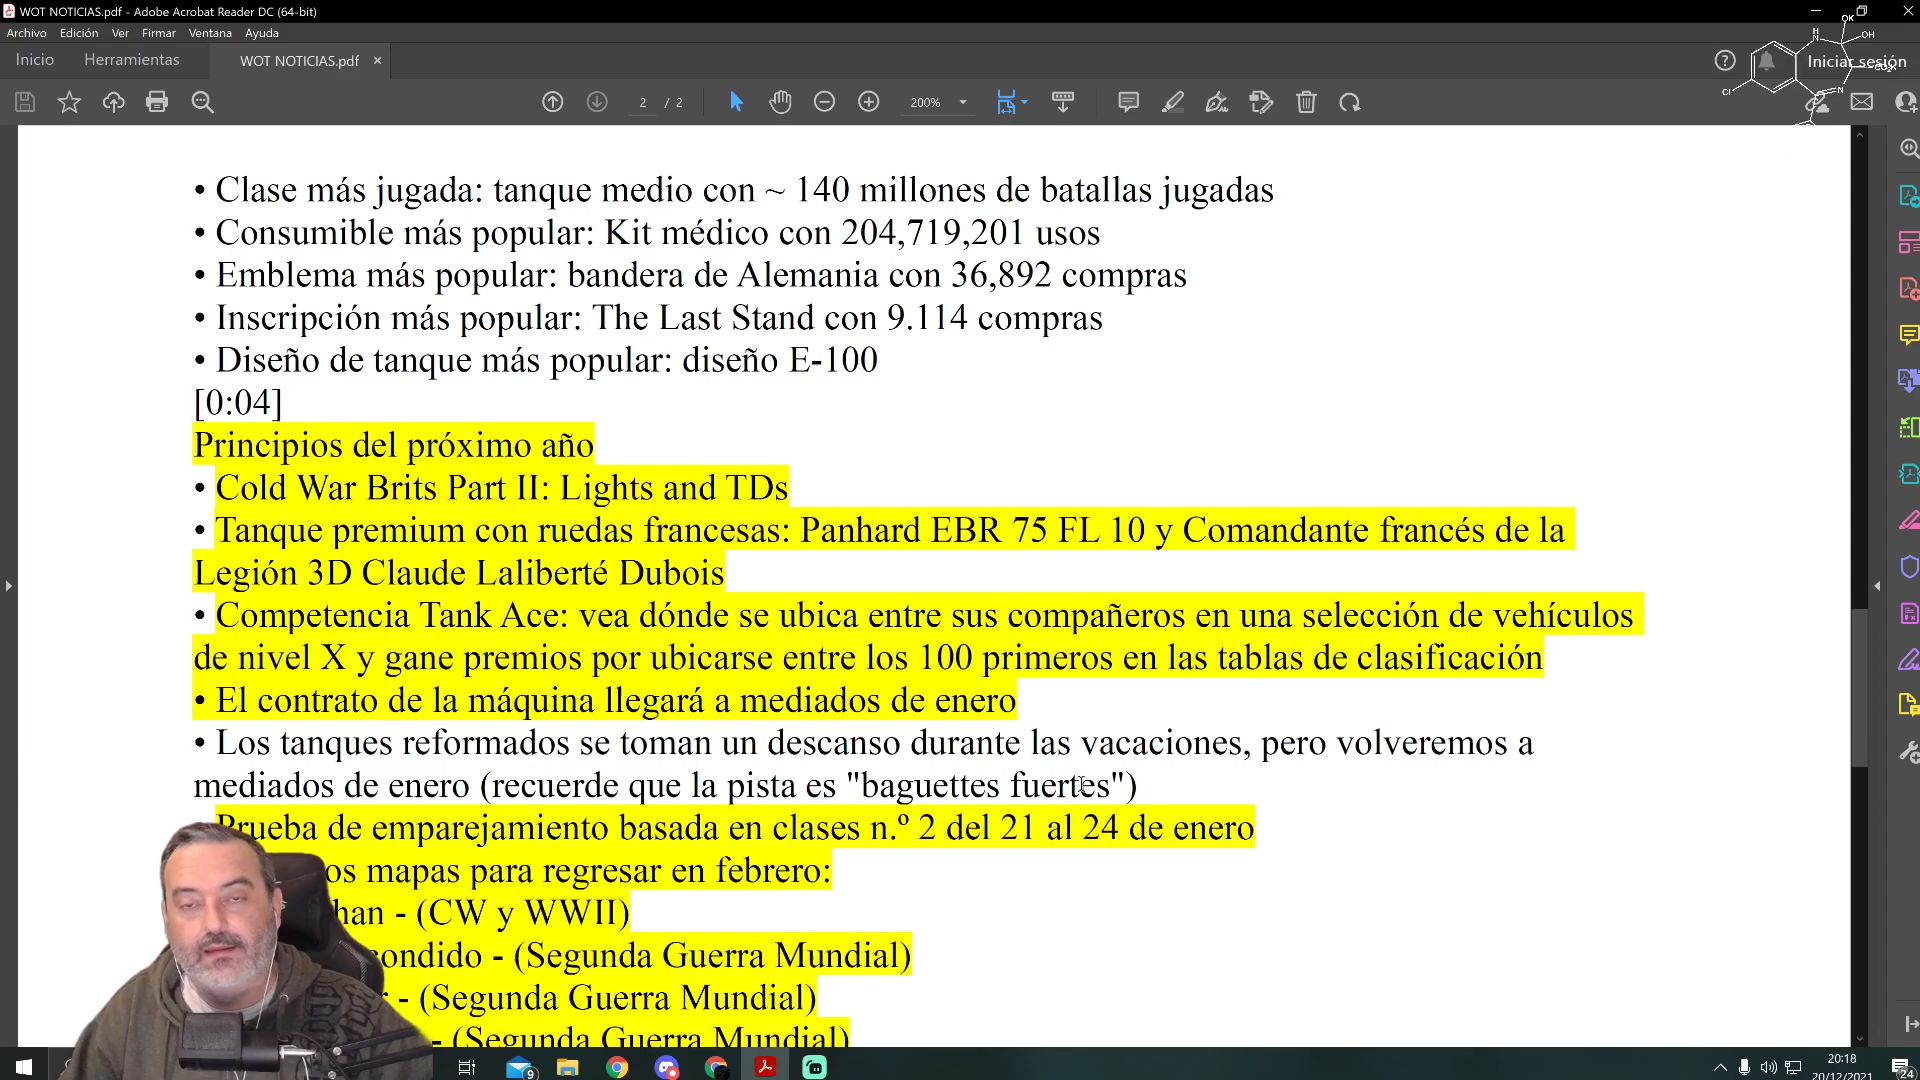 WOT NOTICIAS.pdf - Adobe Acrobat Reader DC (64-bit)
Archivo Edición Ver Firmar Ventana Ayuda
Inicio Herramientas WOT NOTICIAS.pdf × Iniciar sesión
2 / 2 200%
• Clase más jugada: tanque medio con ~ 140 millones de batallas jugadas
• Consumible más popular: Kit médico con 204,719,201 usos
• Emblema más popular: bandera de Alemania con 36,892 compras
• Inscripción más popular: The Last Stand con 9.114 compras
• Diseño de tanque más popular: diseño E-100
[0:04]
Principios del próximo año
• Cold War Brits Part II: Lights and TDs
• Tanque premium con ruedas francesas: Panhard EBR 75 FL 10 y Comandante francés de la
Legión 3D Claude Laliberté Dubois
• Competencia Tank Ace: vea dónde se ubica entre sus compañeros en una selección de vehículos
de nivel X y gane premios por ubicarse entre los 100 primeros en las tablas de clasificación
• El contrato de la máquina llegará a mediados de enero
• Los tanques reformados se toman un descanso durante las vacaciones, pero volveremos a
mediados de enero (recuerde que la pista es "baguettes fuertes")
Prueba de emparejamiento basada en clases n.º 2 del 21 al 24 de enero
os mapas para regresar en febrero:
han - (CW y WWII)
ondido - (Segunda Guerra Mundial)
r - (Segunda Guerra Mundial)
- (Segunda Guerra Mundial)
OK
H
N
OH
Cl
N
9
20:18
20/12/2021
24